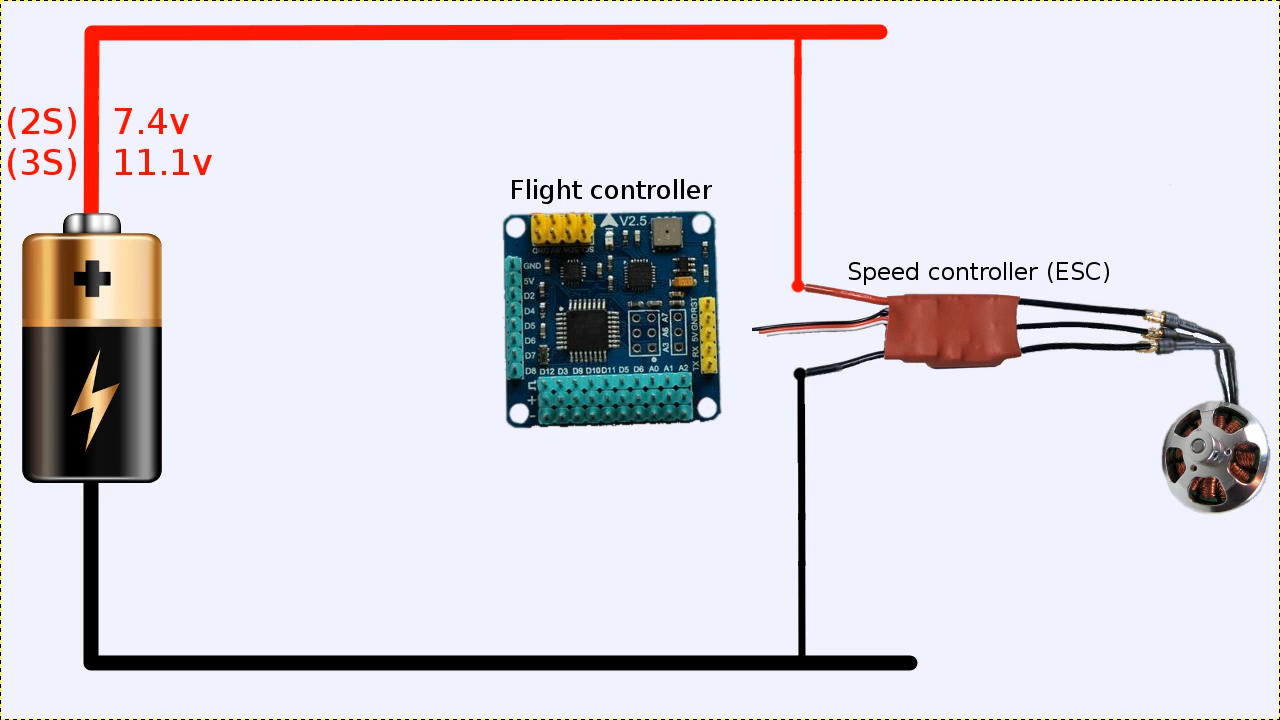 (2S) 7.4v
(3S) 11.1v
Flight controller
V2.5
GND
5V
D2
D4
D5
D6
D7
D8
A7
A6
A3
RST
GND
5V
RX
TX
D12 D3 D9 D10 D11 D5 D6 A0 A1 A2
+
-
Speed controller (ESC)